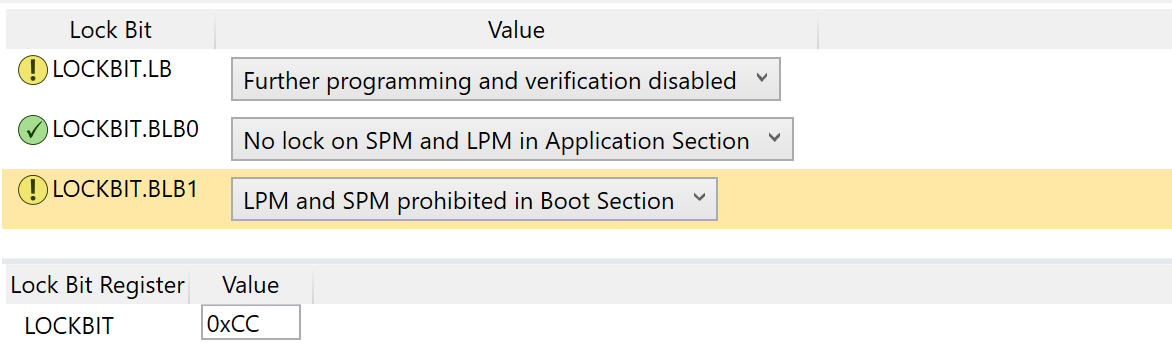 Lock Bit Value
LOCKBIT.LB Further programming and verification disabled
LOCKBIT.BLB0 No lock on SPM and LPM in Application Section
LOCKBIT.BLB1 LPM and SPM prohibited in Boot Section
Lock Bit Register Value
LOCKBIT 0xCC